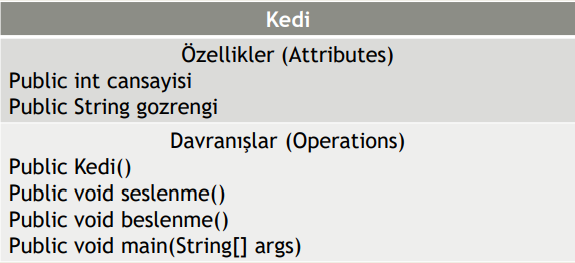 Kedi
Özellikler (Attributes)
Public int cansayisi
Public String gozrengi
Davranışlar (Operations)
Public Kedi()
Public void seslenme()
Public void beslenme()
Public void main(String[] args)